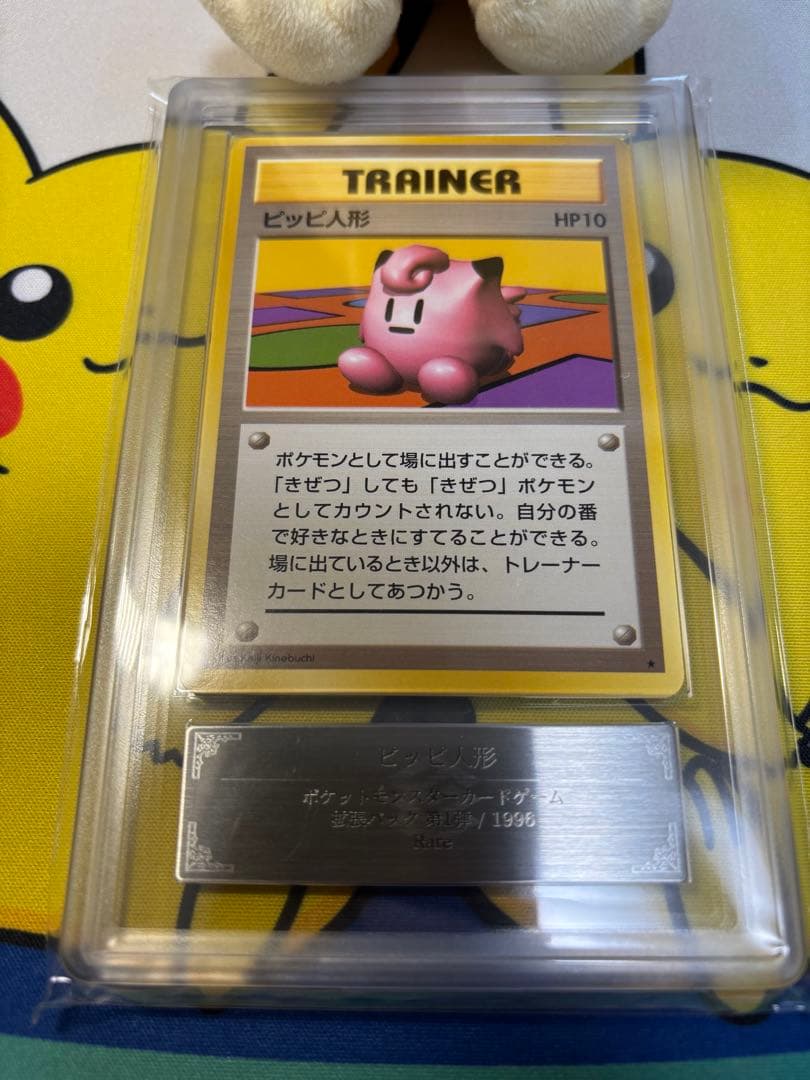 TRAINER
ピッピ人形 HP10
ポケモンとして場に出すことができる。
「きぜつ」しても「きぜつ」ポケモン
としてカウントされない。自分の番
で好きなときにすてることができる。
場に出ているとき以外は、トレーナー
カードとしてあつかう。
Kinebuchi
★
ピッピ人形
ポケットモンスターカードゲーム
拡張パック 第1弾 / 1996
Rare